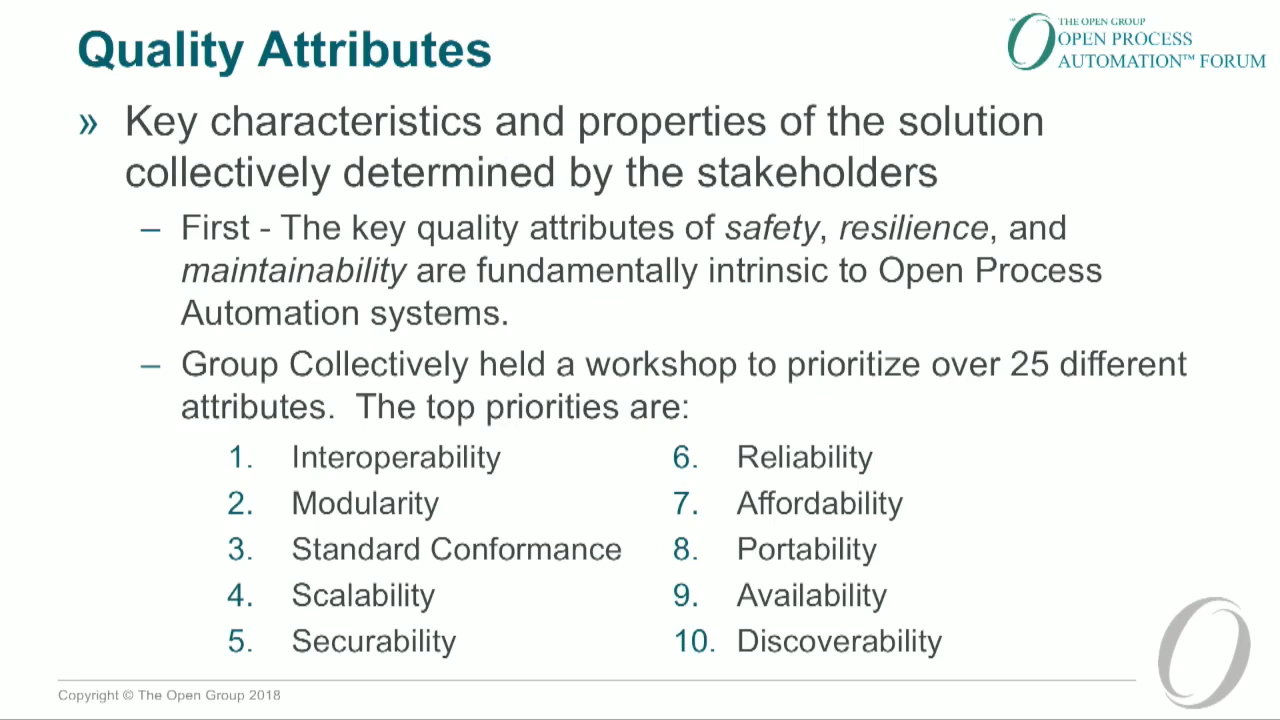 Quality Attributes
THE OPEN GROUP
OPEN PROCESS
AUTOMATION™ FORUM
» Key characteristics and properties of the solution
collectively determined by the stakeholders
– First - The key quality attributes of safety, resilience, and
maintainability are fundamentally intrinsic to Open Process
Automation systems.
– Group Collectively held a workshop to prioritize over 25 different
attributes.  The top priorities are:
1. Interoperability
2. Modularity
3. Standard Conformance
4. Scalability
5. Securability
6. Reliability
7. Affordability
8. Portability
9. Availability
10. Discoverability
Copyright © The Open Group 2018